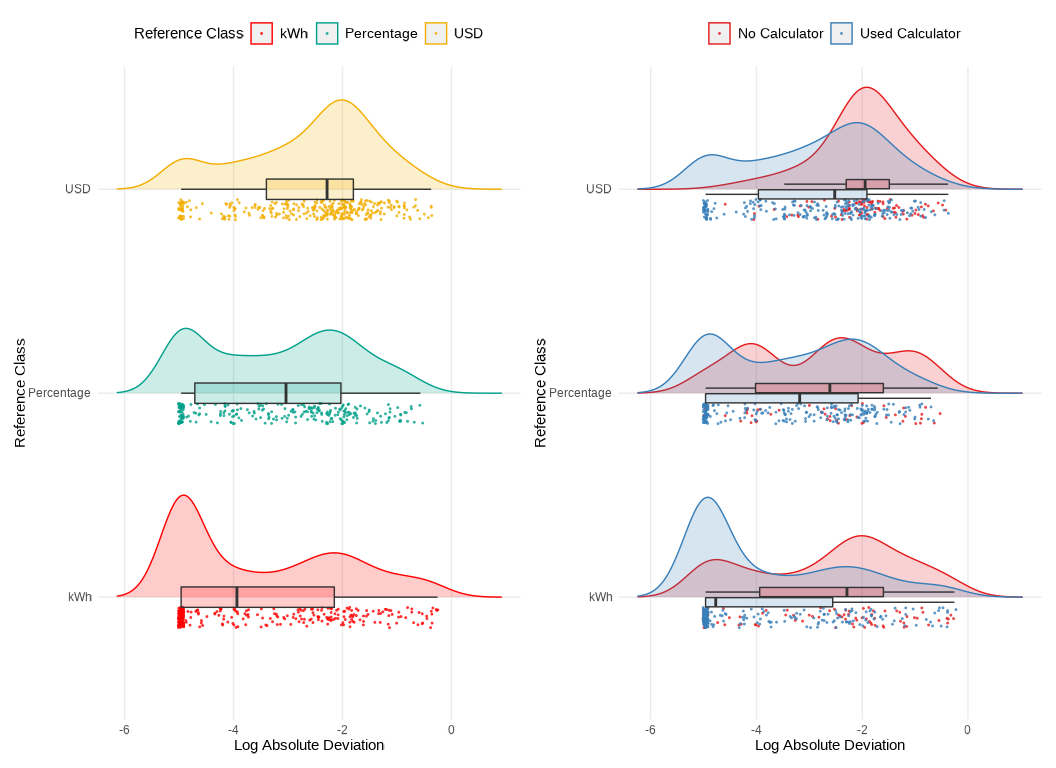 Reference Class kWh Percentage USD
No Calculator Used Calculator
Reference Class
USD
Percentage
kWh
-6 -4 -2 0
Log Absolute Deviation
Reference Class
USD
Percentage
kWh
-6 -4 -2 0
Log Absolute Deviation